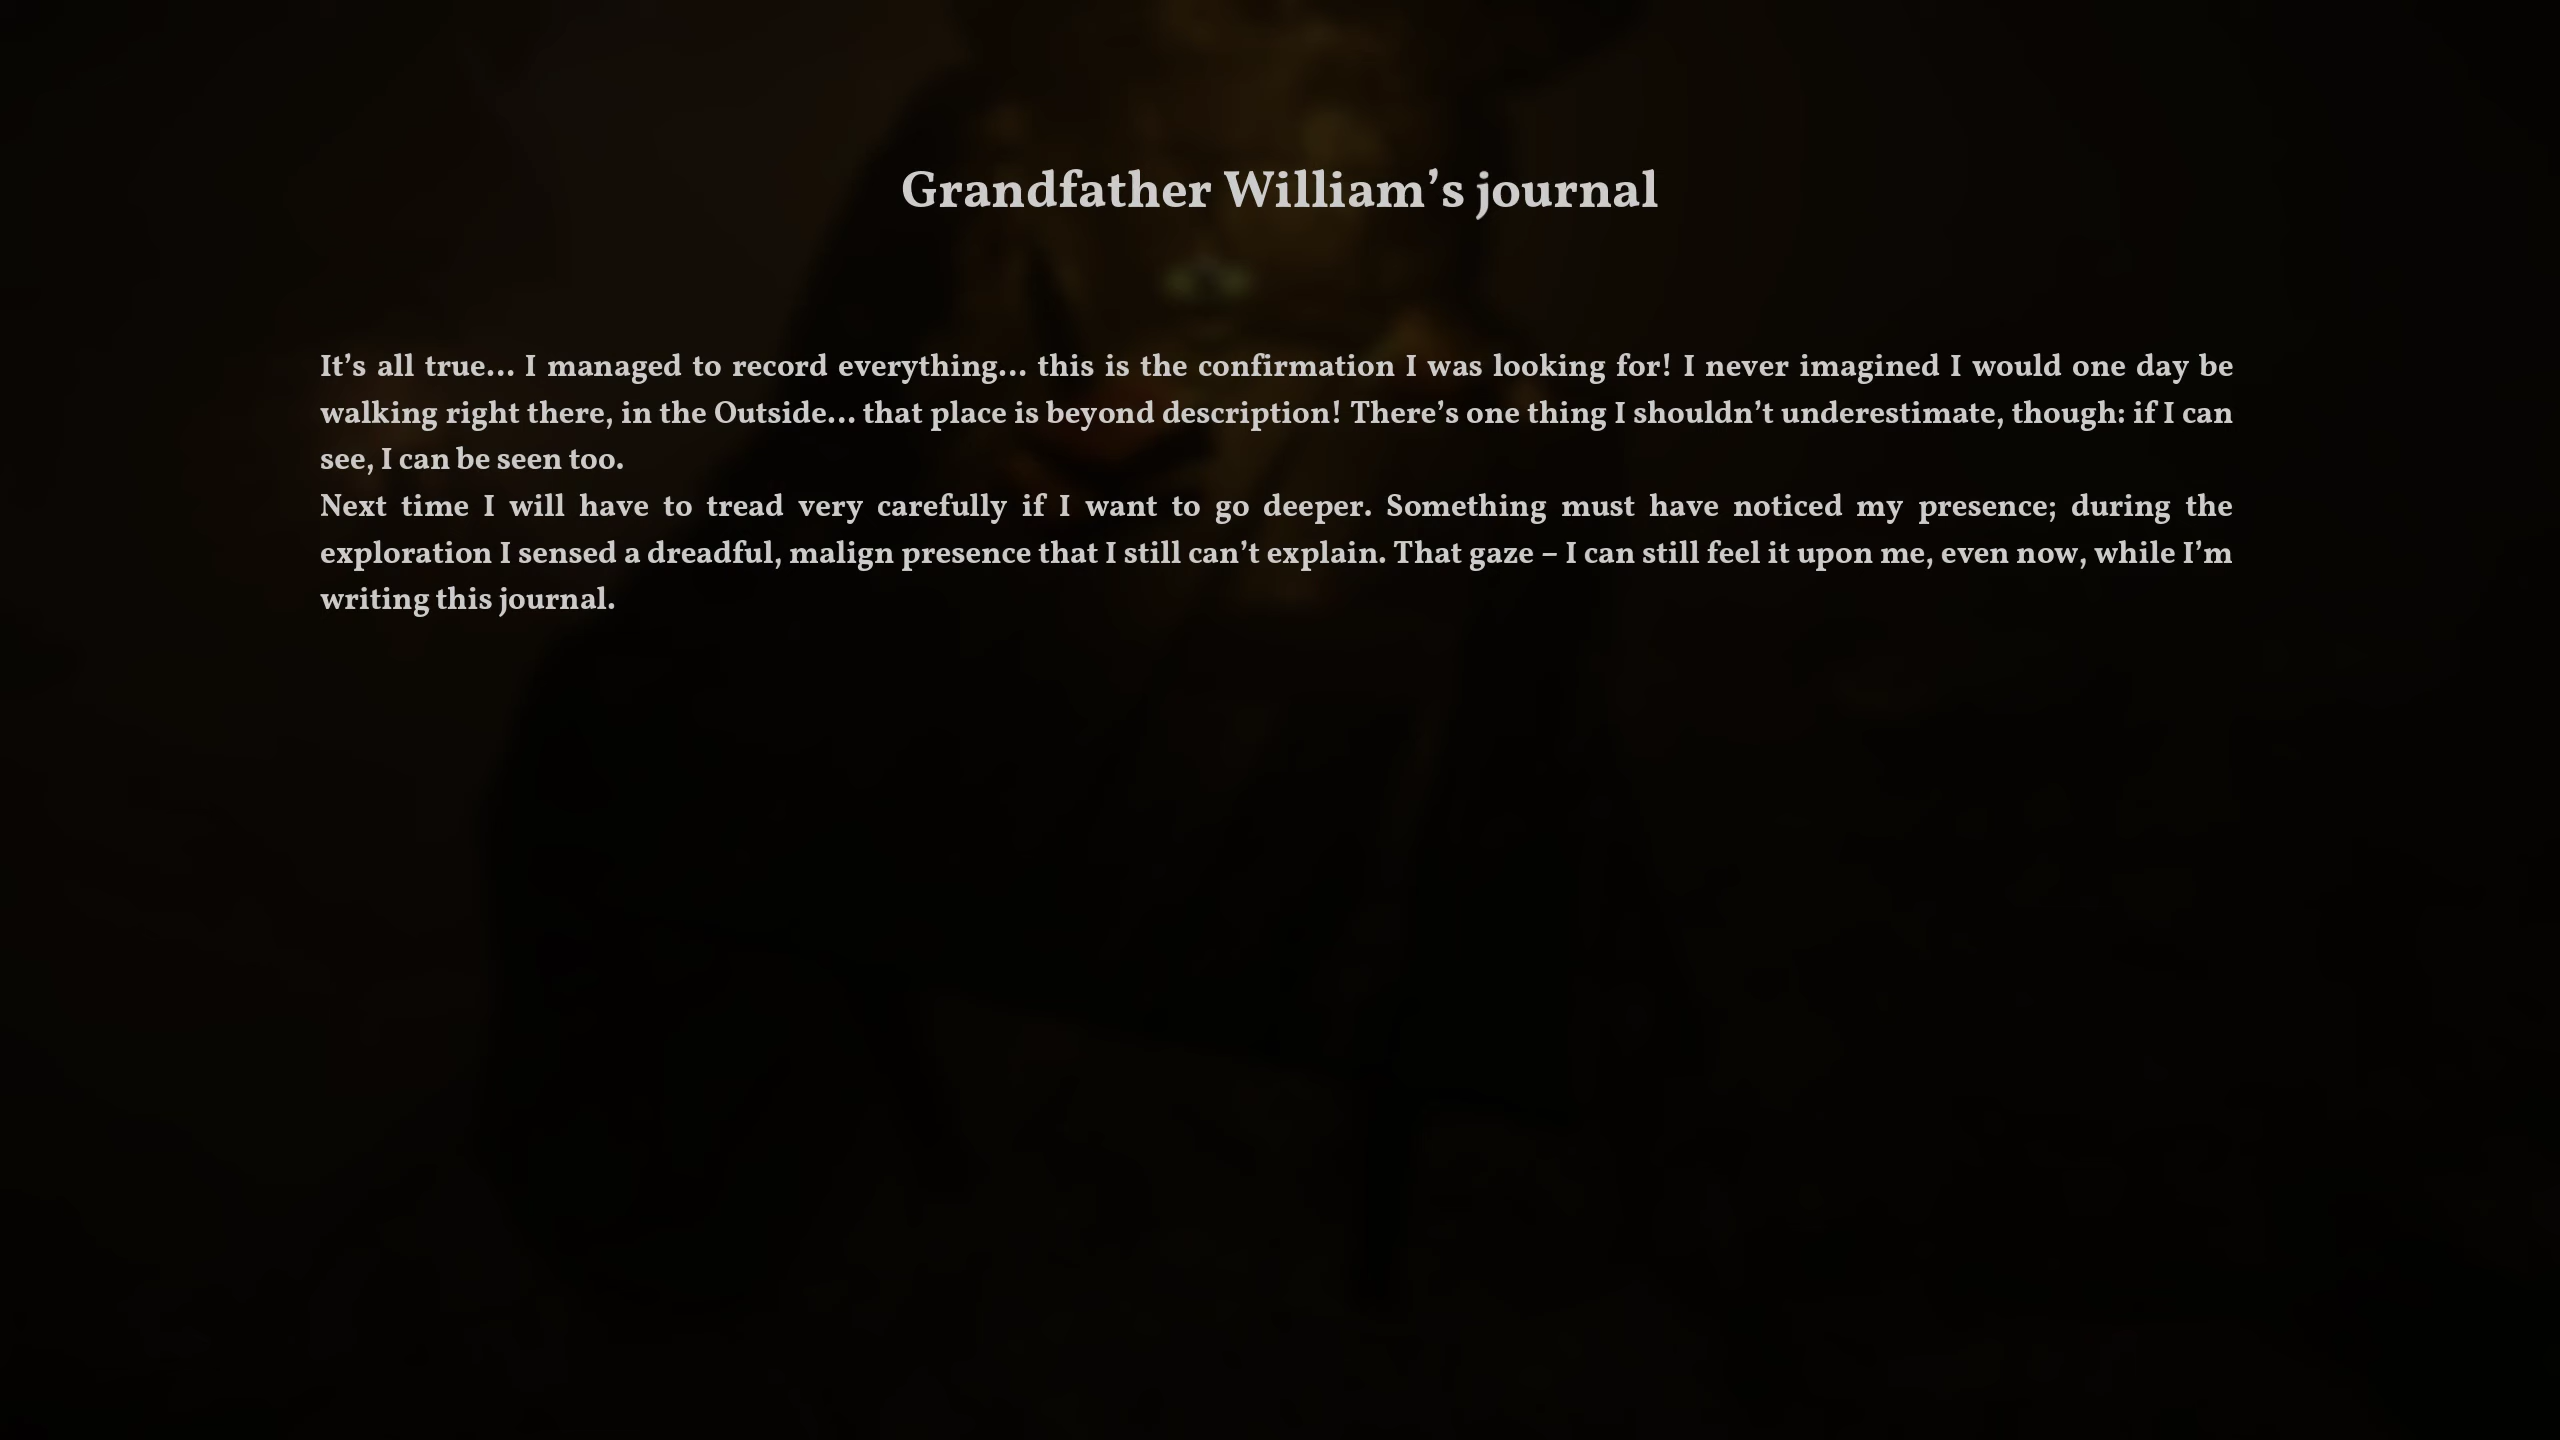 Grandfather William’s journal
It’s all true… I managed to record everything… this is the confirmation I was looking for! I never imagined I would one day be
walking right there, in the Outside… that place is beyond description! There’s one thing I shouldn’t underestimate, though: if I can
see, I can be seen too.
Next time I will have to tread very carefully if I want to go deeper. Something must have noticed my presence; during the
exploration I sensed a dreadful, malign presence that I still can’t explain. That gaze – I can still feel it upon me, even now, while I’m
writing this journal.